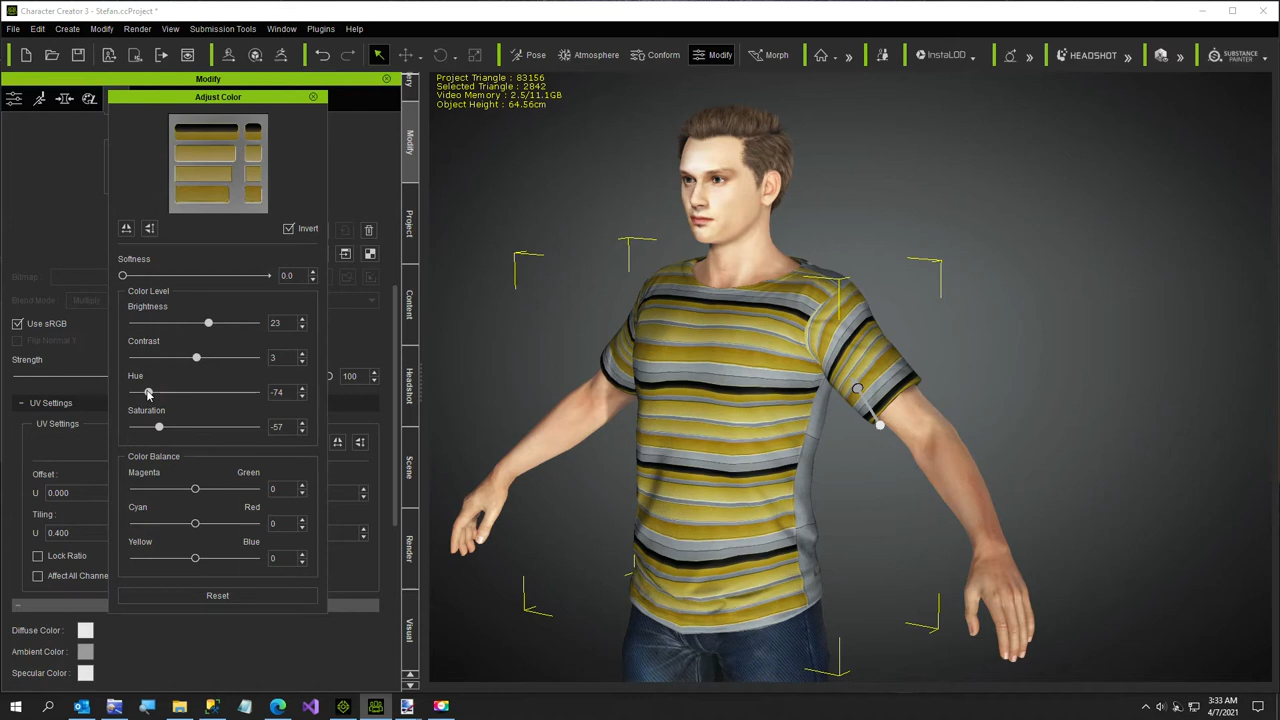 Character Creator 3 - Stefan.ccProject *
File Edit Create Modify Render View Submission Tools Window Plugins Help
Pose Atmosphere Conform Modify Morph InstaLOD HEADSHOT SUBSTANCE PAINTER
Modify
Adjust Color
Project Triangle : 83156
Selected Triangle : 2842
Video Memory : 2.5/11.1GB
Object Height : 64.56cm
Invert
Softness
0.0
Color Level
Brightness
23
Contrast
3
Hue
-74
Saturation
-57
Color Balance
Magenta Green
0
Cyan Red
0
Yellow Blue
0
Reset
Bitmap:
Blend Mode Multiply
Use sRGB
Flip Normal Y
Strength
100
UV Settings
UV Settings
Offset :
U 0.000
Tiling :
U 0.400
Lock Ratio
Affect All Channe
Diffuse Color :
Ambient Color :
Specular Color :
Modify
Project
Content
Headshot
Scene
Render
Visual
3:33 AM
4/7/2021